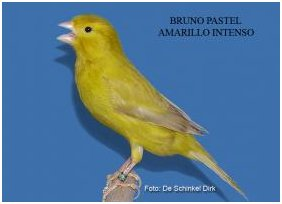 BRUNO PASTEL
AMARILLO INTENSO
Foto: De Schinkel Dirk